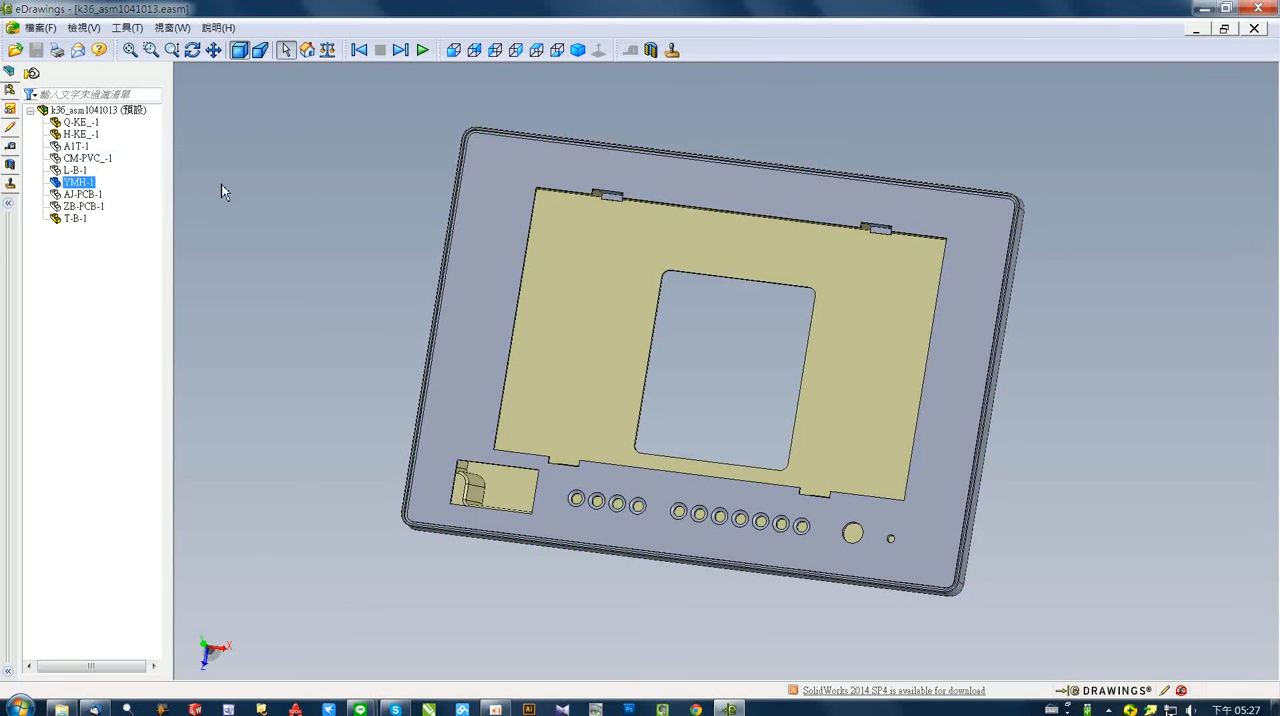 eDrawings - [k36_asm1041013.easm]
檔案(F) 檢視(V) 工具(T) 視窗(W) 說明(H)
輸入文字來過濾清單
k36_asm1041013 (預設)
Q-KE_-1
H-KE_-1
A1T-1
CM-PVC_-1
L-B-1
YMH-1
AJ-PCB-1
ZB-PCB-1
T-B-1
X
Z
SolidWorks 2014 SP4 is available for download
DRAWINGS®
下午 05:27